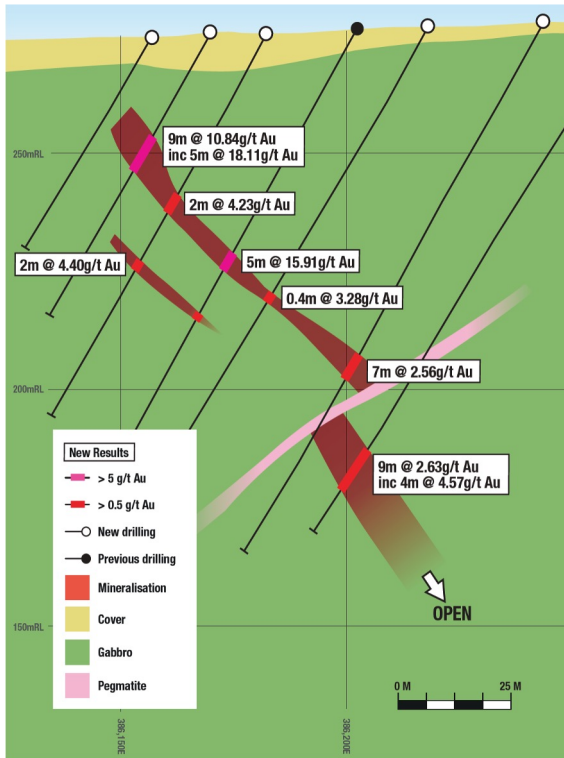 9m @ 10.84g/t Au
inc 5m @ 18.11g/t Au
250mRL
2m @ 4.23g/t Au
2m @ 4.40g/t Au
5m @ 15.91g/t Au
0.4m @ 3.28g/t Au
7m @ 2.56g/t Au
200mRL
New Results
> 5 g/t Au
> 0.5 g/t Au
New drilling
Previous drilling
Mineralisation
Cover
Gabbro
Pegmatite
9m @ 2.63g/t Au
inc 4m @ 4.57g/t Au
OPEN
150mRL
0 M
25 M
386,150E
386,200E